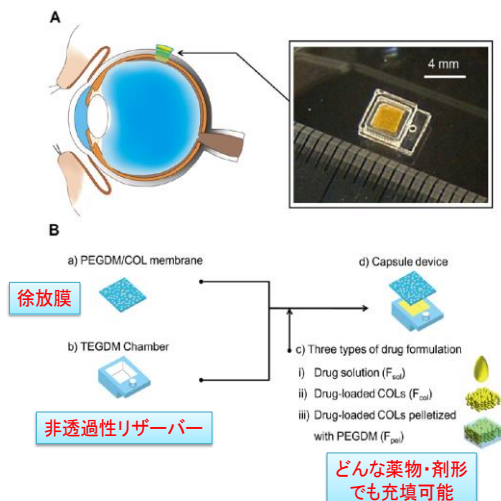 A
4 mm
B
a) PEGDM/COL membrane
徐放膜
b) TEGDM Chamber
非透過性リザーバー
d) Capsule device
c) Three types of drug formulation
i) Drug solution (Fsol)
ii) Drug-loaded COLs (Fcol)
iii) Drug-loaded COLs pelletized
with PEGDM (Fpel)
どんな薬物・剤形
でも充填可能